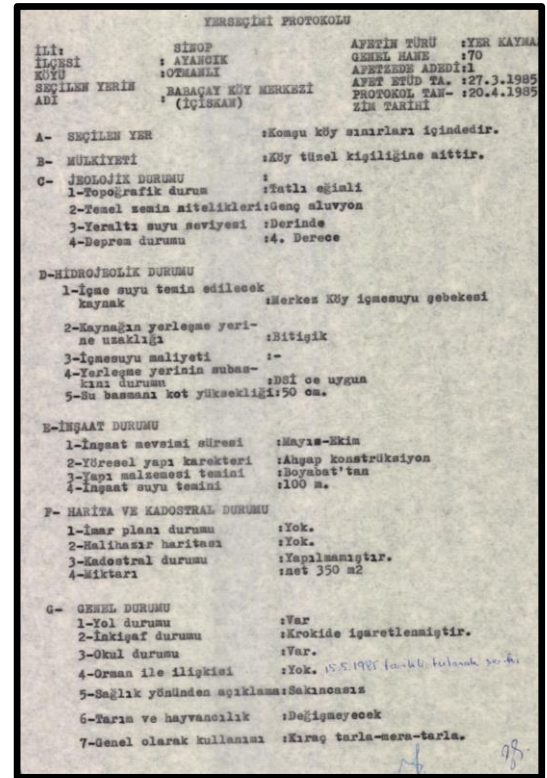 YERSEÇİMİ PROTOKOLU
İLİ: SİNOP
İLÇESİ : AYANCIK
KÖYÜ :OTMANLI
SEÇİLEN YERİN
ADİ : BABAÇAY KÖY MERKEZİ
(İÇİSKAN)
AFETİN TÜRÜ :YER KAYMA
GENEL HANE :70
AFETZEDE ADEDİ:1
AFET ETÜD TA. :27.3.1985
PROTOKOL TAN- :20.4.1985
ZİM TARİHİ
A- SEÇİLEN YER :Komşu köy sınırları içindedir.
B- MÜLKİYETİ :Köy tüzel kişiliğine aittir.
C- JEOLOJİK DURUMU :
1-Topoğrafik durum :Tatlı eğimli
2-Temel zemin nitelikleri:Genç aluvyon
3-Yeraltı suyu seviyesi :Derinde
4-Deprem durumu :4. Derece
D-HİDROJEOLİK DURUMU
1-İçme suyu temin edilecek
kaynak :Merkez Köy içmesuyu şebekesi
2-Kaynağın yerleşme yeri-
ne uzaklığı :Bitişik
3-İçmesuyu maliyeti :-
4-Yerleşme yerinin subas-
kını durumu :DSİ ce uygun
5-Su basmanı kot yüksekliği:50 cm.
E-İNŞAAT DURUMU
1-İnşaat mevsimi süresi :Mayıs-Ekim
2-Yöresel yapı karekteri :Ahşap konstrüksiyon
3-Yapı malzemesi temini :Boyabat'tan
4-İnşaat suyu temini :100 m.
F- HARİTA VE KADOSTRAL DURUMU
1-İmar planı durumu :Yok.
2-Halihazır haritası :Yok.
3-Kadostral durumu :Yapılmamıştır.
4-Miktarı :net 350 m2
G- GENEL DURUMU
1-Yol durumu :Var
2-İnkişaf durumu :Krokide işaretlenmiştir.
3-Okul durumu :Var.
4-Orman ile ilişkisi :Yok. 15.5.1985 tarihli tutanak
5-Sağlık yönünden açıklama:Sakıncasız
6-Tarım ve hayvancılık :Değişmeyecek
7-Genel olarak kullanımı :Kıraç tarla-mera-tarla.